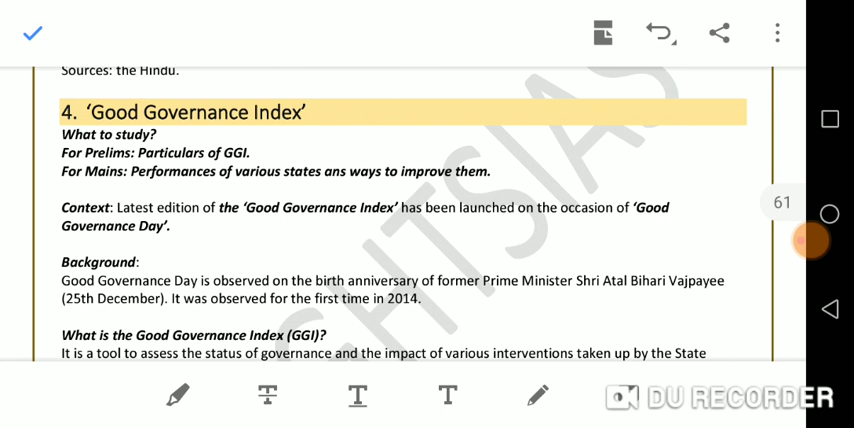 Sources: the Hindu.
4. ‘Good Governance Index’
What to study?
For Prelims: Particulars of GGI.
For Mains: Performances of various states ans ways to improve them.
Context: Latest edition of the ‘Good Governance Index’ has been launched on the occasion of ‘Good
Governance Day’.
61
Background:
Good Governance Day is observed on the birth anniversary of former Prime Minister Shri Atal Bihari Vajpayee
(25th December). It was observed for the first time in 2014.
What is the Good Governance Index (GGI)?
It is a tool to assess the status of governance and the impact of various interventions taken up by the State
GHTSIAS
T T T
DU RECORDER